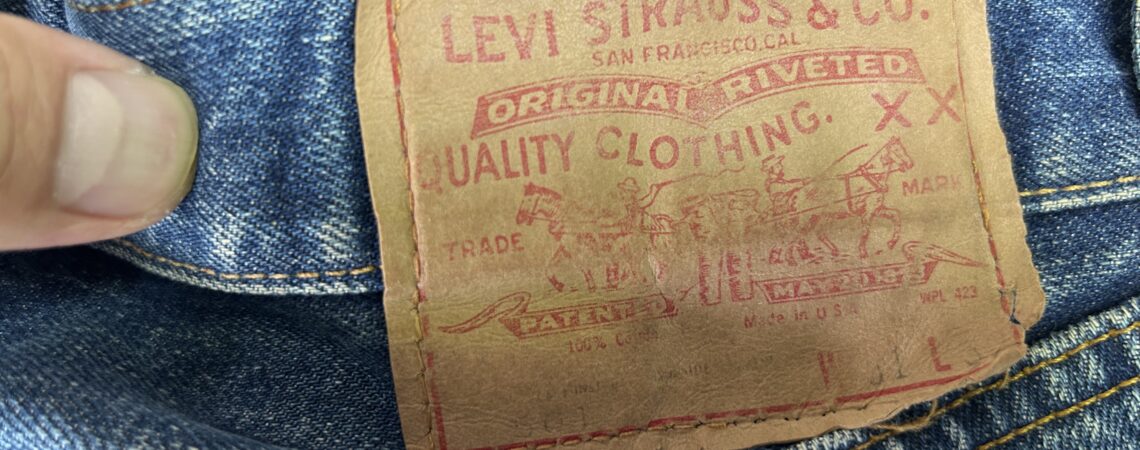 LEVI STRAUSS & CO.
SAN FRANCISCO, CAL
ORIGINAL RIVETED
QUALITY CLOTHING. XX
TRADE MARK
PATENTED MAY 20 1873
Made in U S A WPL 423
100%
W 31 L